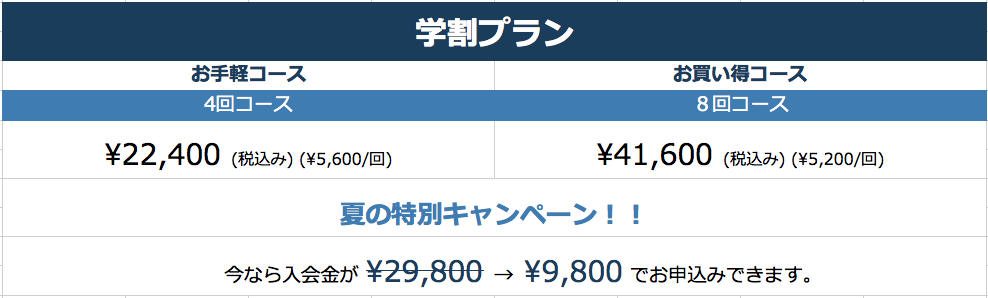 学割プラン
お手軽コース お買い得コース
4回コース ８回コース
¥22,400 (税込み) (¥5,600/回) ¥41,600 (税込み) (¥5,200/回)
夏の特別キャンペーン！！
今なら入会金が ¥29,800 → ¥9,800 でお申込みできます。